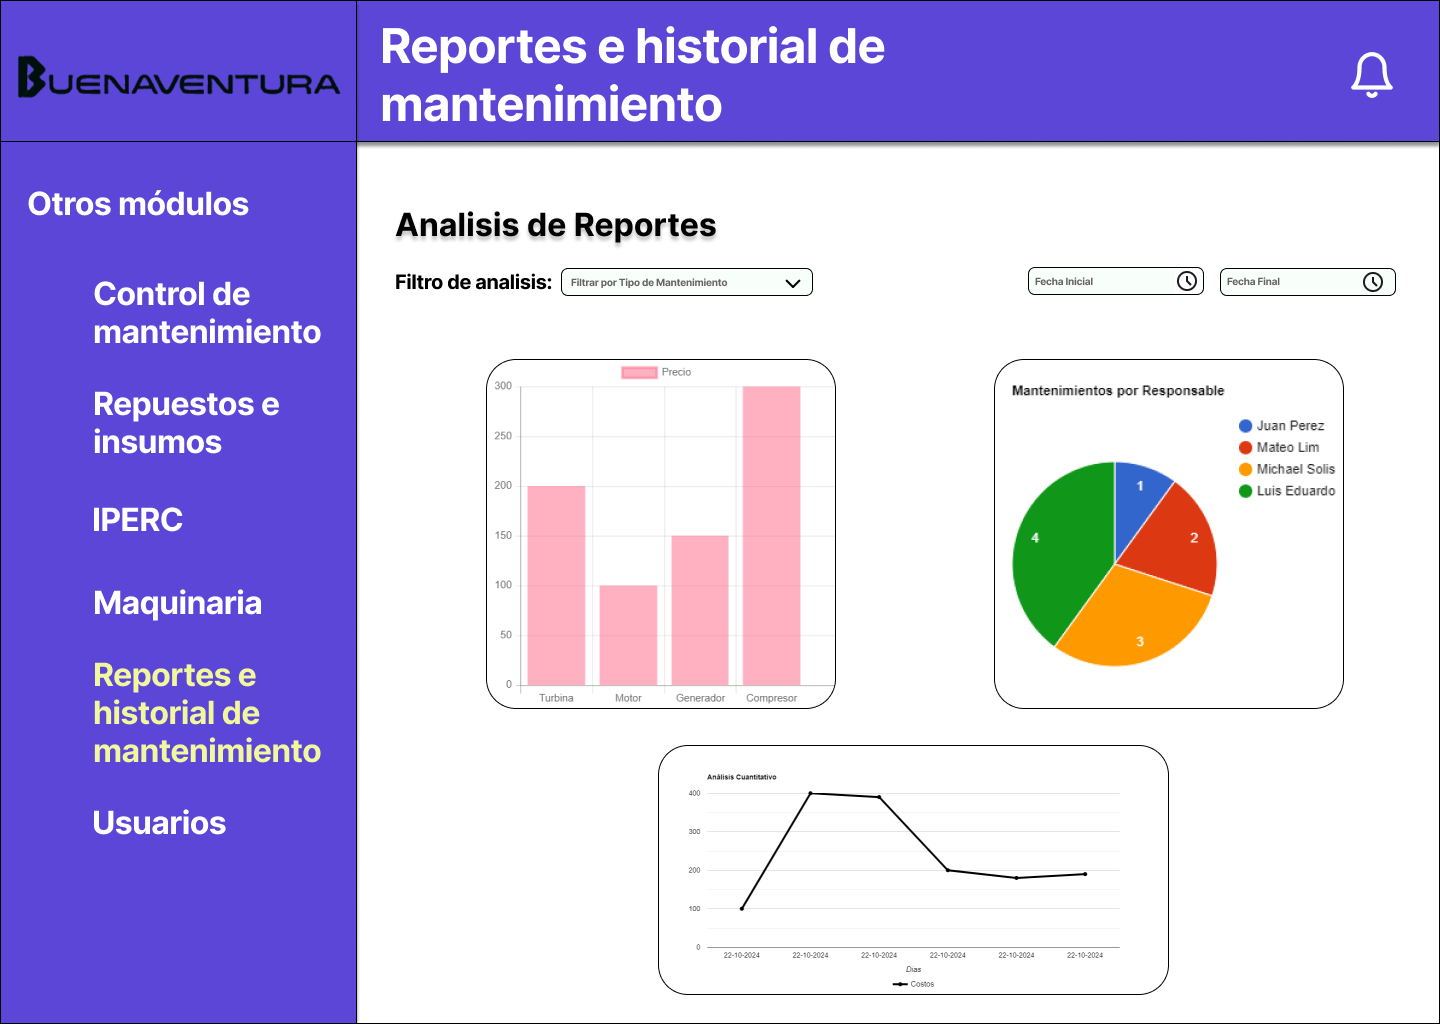 BUENAVENTURA
Reportes e historial de
mantenimiento
Otros módulos
Control de
mantenimiento
Repuestos e
insumos
IPERC
Maquinaria
Reportes e
historial de
mantenimiento
Usuarios
Analisis de Reportes
Filtro de analisis:
Filtrar por Tipo de Mantenimiento
Fecha Inicial
Fecha Final
Precio
300
250
200
150
100
50
0
Turbina Motor Generador Compresor
Mantenimientos por Responsable
Juan Perez
Mateo Lim
Michael Solis
Luis Eduardo
1
2
3
4
Análisis Cuantitativo
400
300
200
100
0
22-10-2024 22-10-2024 22-10-2024 22-10-2024 22-10-2024 22-10-2024
Dias
Costos